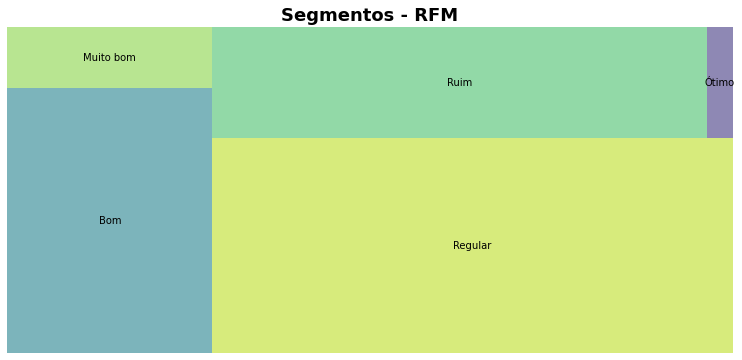 Segmentos - RFM
Muito bom
Ruim
Ótimo
Bom
Regular